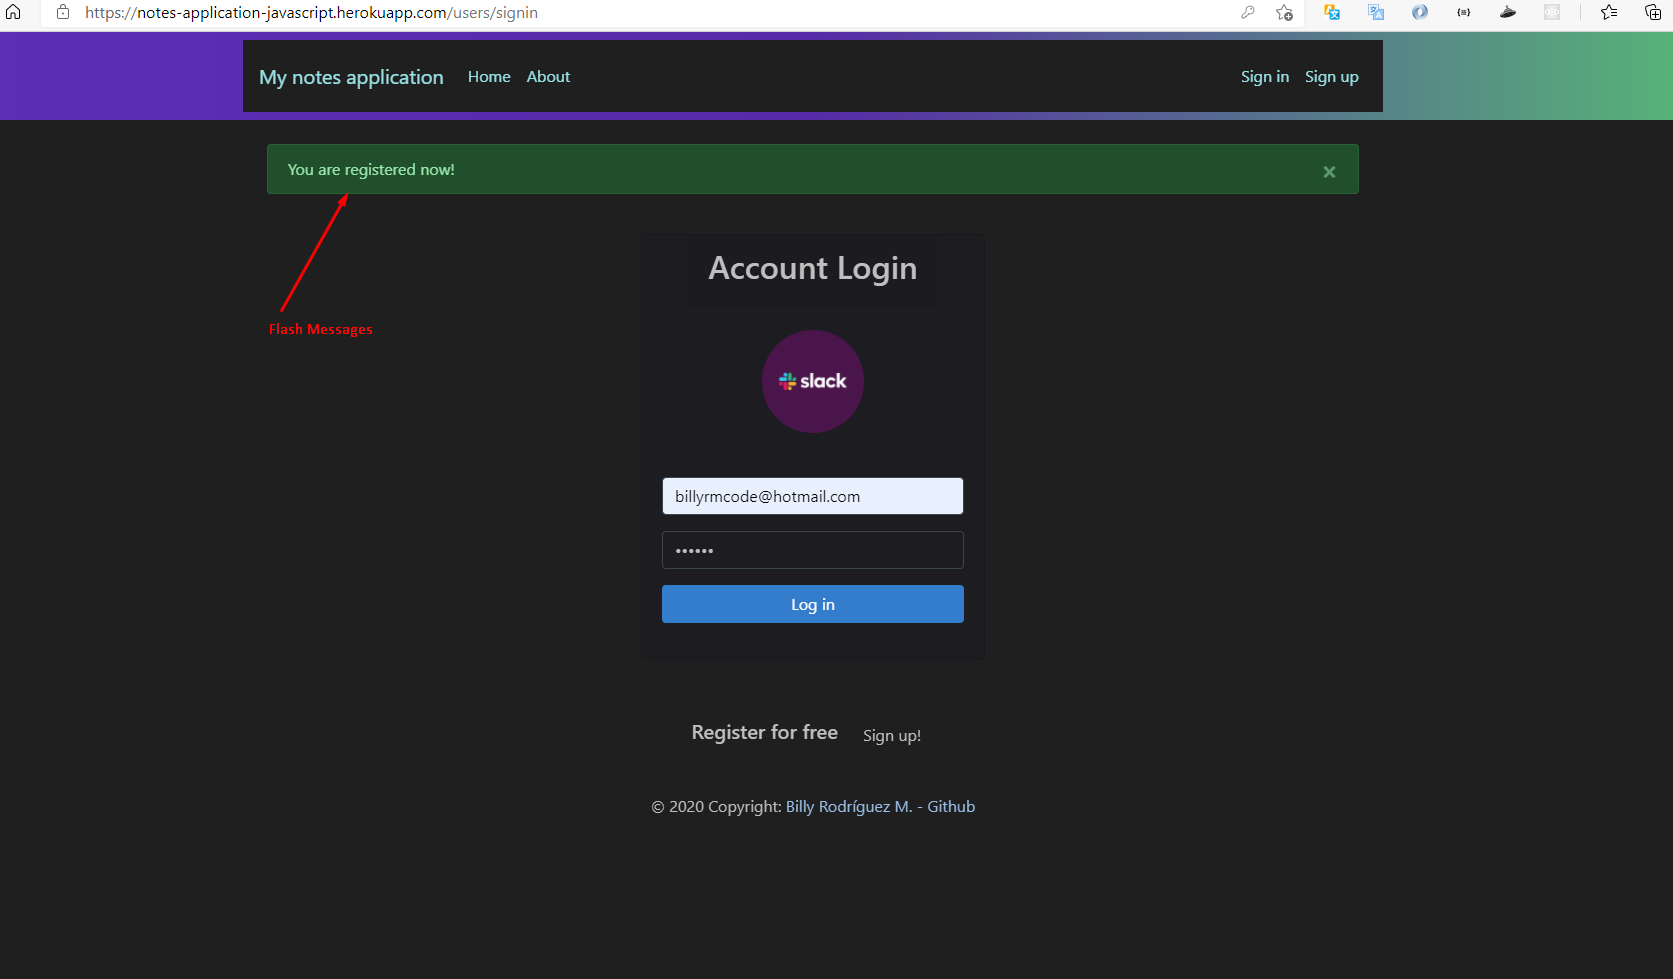 https://notes-application-javascript.herokuapp.com/users/signin
My notes application Home About Sign in Sign up
You are registered now! ×
Flash Messages
Account Login
slack
billyrmcode@hotmail.com
••••••
Log in
Register for free Sign up!
© 2020 Copyright: Billy Rodríguez M. - Github